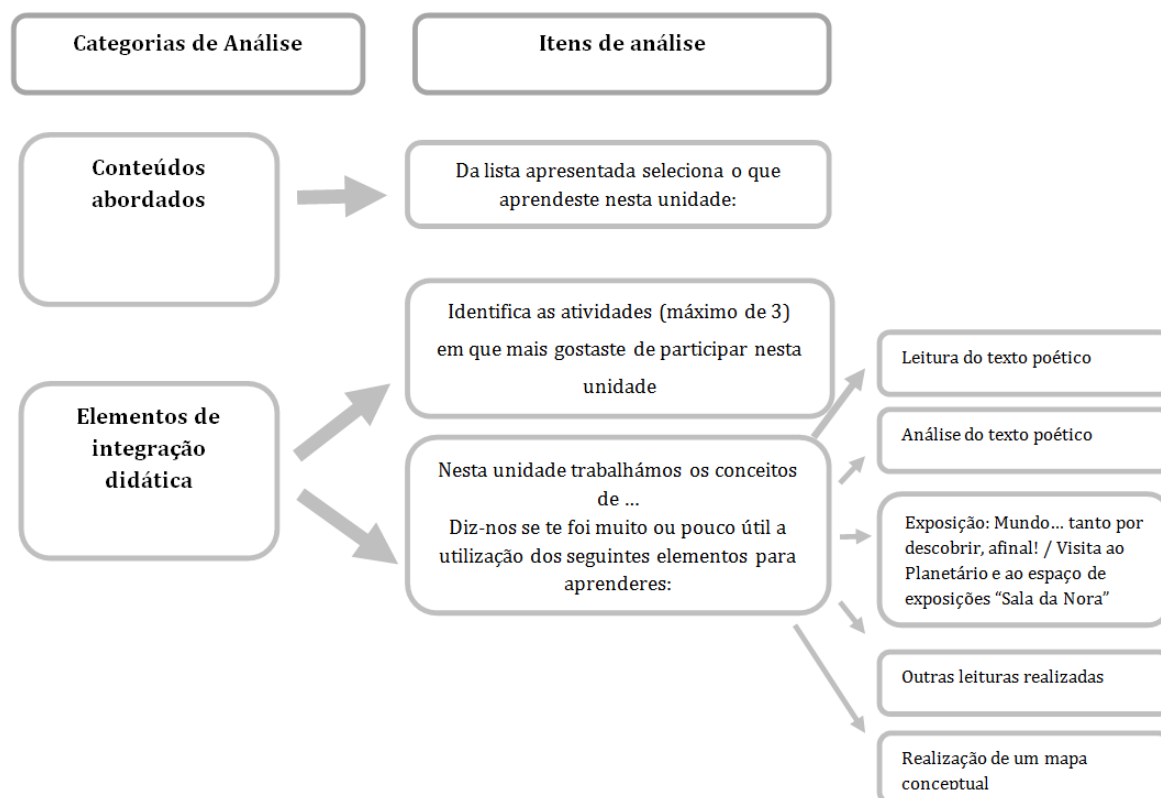 Categorias de Análise
Itens de análise
Conteúdos
abordados
Da lista apresentada seleciona o que
aprendeste nesta unidade:
Elementos de
integração
didática
Identifica as atividades (máximo de 3)
em que mais gostaste de participar nesta
unidade
Nesta unidade trabalhámos os conceitos
de ...
Diz-nos se te foi muito ou pouco útil a
utilização dos seguintes elementos para
aprenderes:
Leitura do texto poético
Análise do texto poético
Exposição: Mundo... tanto por
descobrir, afinal! / Visita ao
Planetário e ao espaço de
exposições “Sala da Nora”
Outras leituras realizadas
Realização de um mapa
conceptual